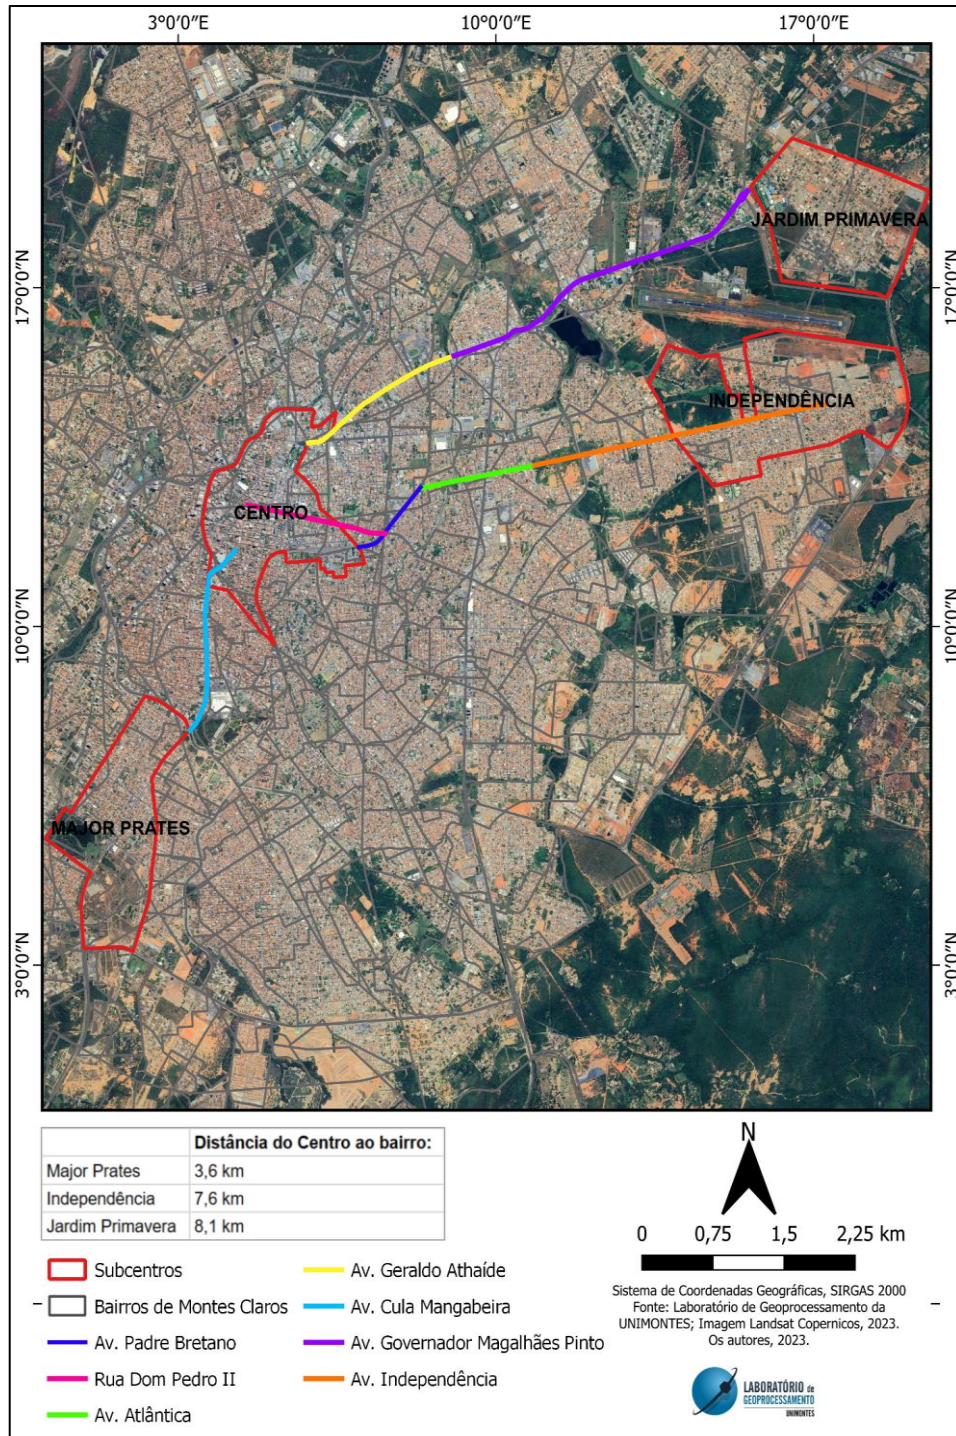 3°0'0"E 10°0'0"E 17°0'0"E
JARDIM PRIMAVERA
17°0'0"N 17°0'0"N
INDEPENDÊNCIA
CENTRO
10°0'0"N 10°0'0"N
MAJOR PRATES
3°0'0"N 3°0'0"N
Distância do Centro ao bairro:
Major Prates 3,6 km
Independência 7,6 km
Jardim Primavera 8,1 km
N
0 0,75 1,5 2,25 km
Subcentros
Bairros de Montes Claros
Av. Padre Bretano
Rua Dom Pedro II
Av. Atlântica
Av. Geraldo Athaíde
Av. Cula Mangabeira
Av. Governador Magalhães Pinto
Av. Independência
Sistema de Coordenadas Geográficas, SIRGAS 2000
Fonte: Laboratório de Geoprocessamento da
UNIMONTES; Imagem Landsat Copernicos, 2023.
Os autores, 2023.
LABORATÓRIO de
GEOPROCESSAMENTO
UNIMONTES